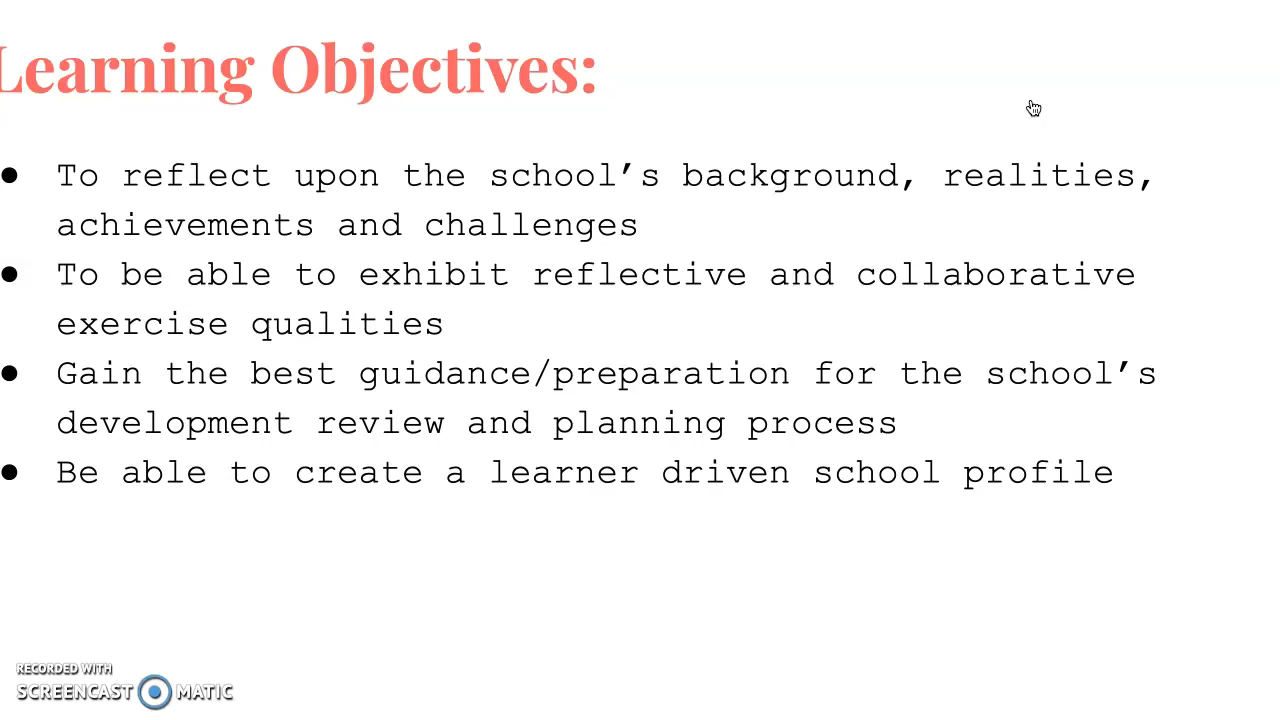 Learning Objectives:
● To reflect upon the school’s background, realities,
achievements and challenges
● To be able to exhibit reflective and collaborative
exercise qualities
● Gain the best guidance/preparation for the school’s
development review and planning process
● Be able to create a learner driven school profile
RECORDED WITH
SCREENCAST MATIC